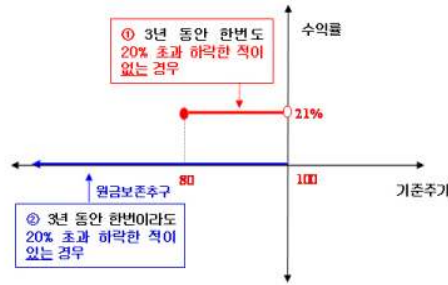 ① 3년 동안 한번도
20% 초과 하락한 적이
없는 경우
수익률
21%
80
100
기준주가
원금보존추구
② 3년 동안 한번이라도
20% 초과 하락한 적이
있는 경우